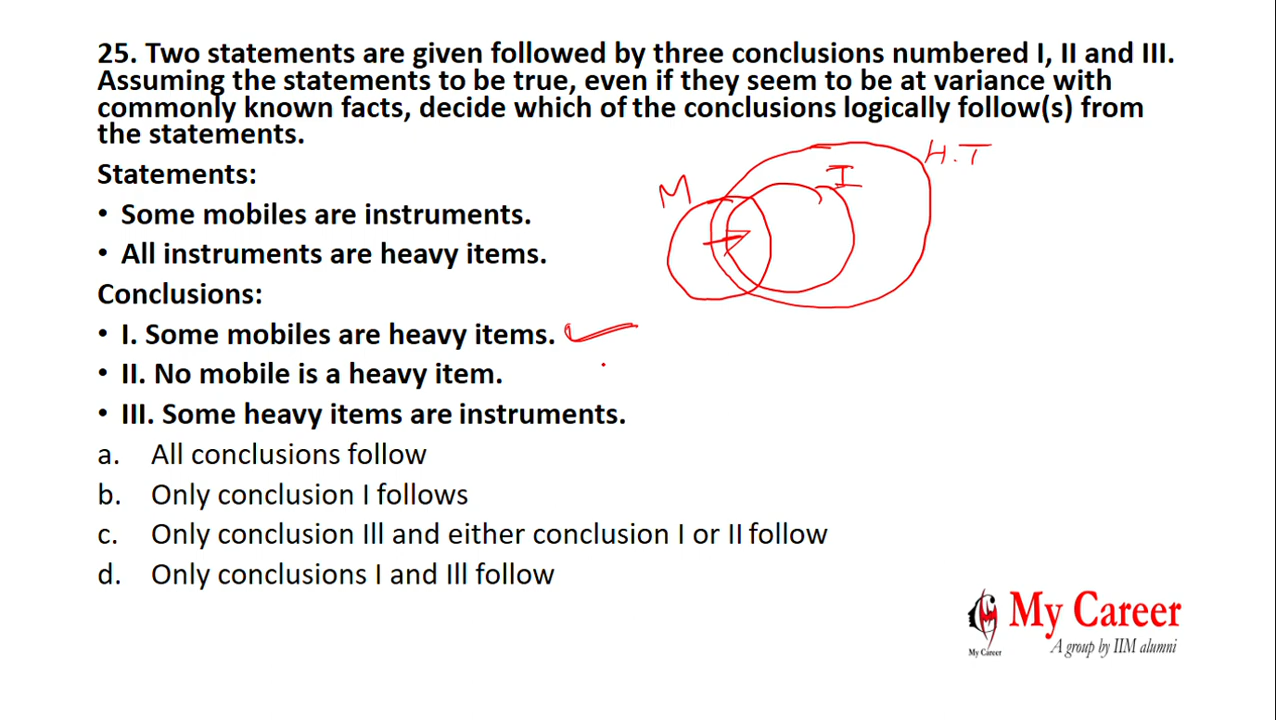 25. Two statements are given followed by three conclusions numbered I, II and III.
Assuming the statements to be true, even if they seem to be at variance with
commonly known facts, decide which of the conclusions logically follow(s) from
the statements.
Statements:
• Some mobiles are instruments.
• All instruments are heavy items.
Conclusions:
• I. Some mobiles are heavy items.
• II. No mobile is a heavy item.
• III. Some heavy items are instruments.
a. All conclusions follow
b. Only conclusion I follows
c. Only conclusion Ill and either conclusion I or II follow
d. Only conclusions I and Ill follow
M
I
H.T
My Career
A group by IIM alumni
My Career